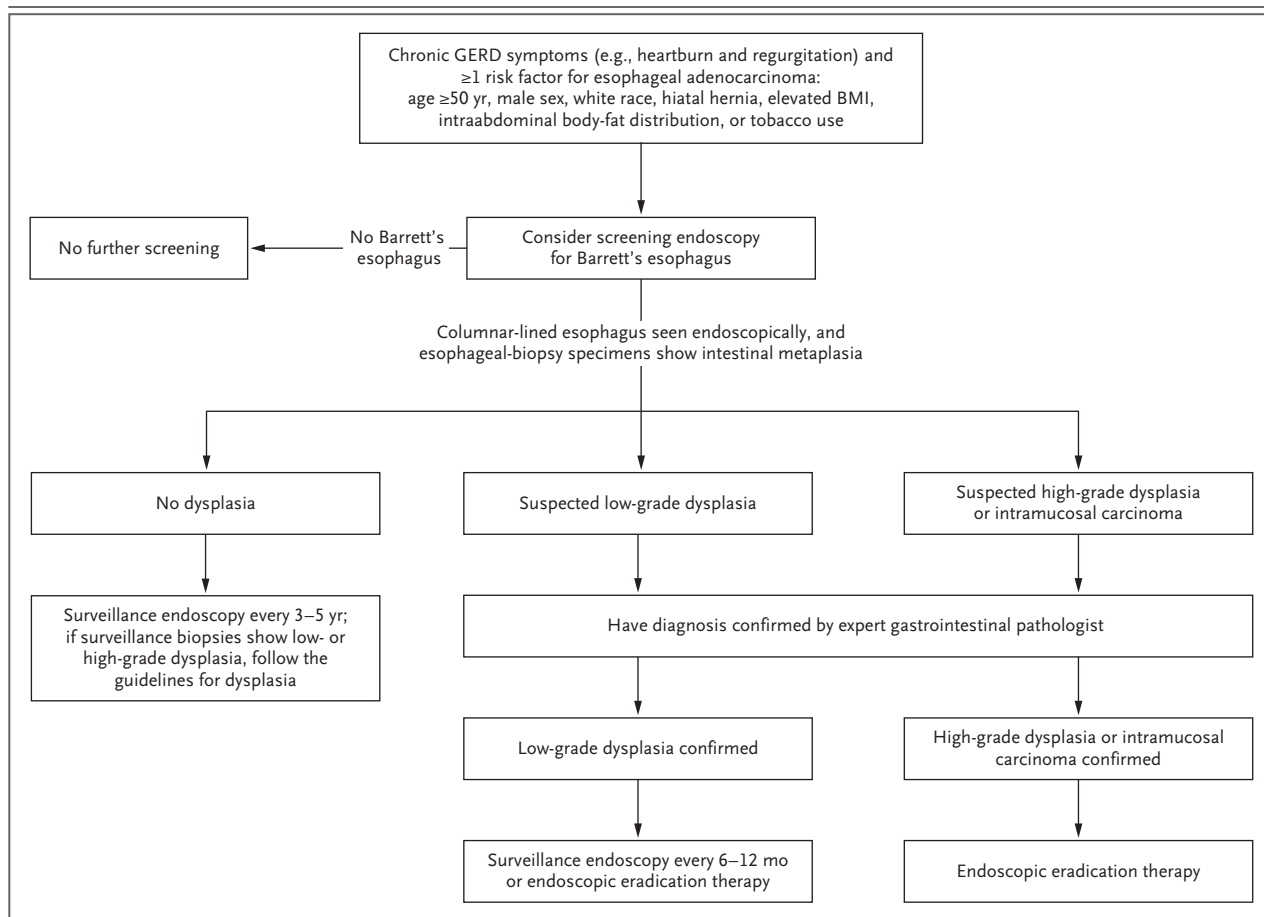 Chronic GERD symptoms (e.g., heartburn and regurgitation) and
≥1 risk factor for esophageal adenocarcinoma:
age ≥50 yr, male sex, white race, hiatal hernia, elevated BMI,
intraabdominal body-fat distribution, or tobacco use
No further screening
No Barrett's
esophagus
Consider screening endoscopy
for Barrett's esophagus
Columnar-lined esophagus seen endoscopically, and
esophageal-biopsy specimens show intestinal metaplasia
No dysplasia
Suspected low-grade dysplasia
Suspected high-grade dysplasia
or intramucosal carcinoma
Surveillance endoscopy every 3–5 yr;
if surveillance biopsies show low- or
high-grade dysplasia, follow the
guidelines for dysplasia
Have diagnosis confirmed by expert gastrointestinal pathologist
Low-grade dysplasia confirmed
High-grade dysplasia or intramucosal
carcinoma confirmed
Surveillance endoscopy every 6–12 mo
or endoscopic eradication therapy
Endoscopic eradication therapy